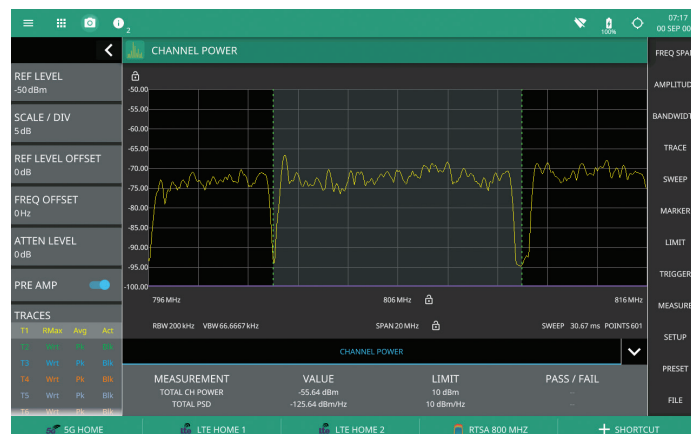 2
100%
07:17
00 SEP 00
CHANNEL POWER
REF LEVEL
-50 dBm
SCALE / DIV
5 dB
REF LEVEL OFFSET
0 dB
FREQ OFFSET
0 Hz
ATTEN LEVEL
0 dB
PRE AMP
TRACES
T1 RMax Avg Act
T2 Wrt Pk Blk
T3 Wrt Pk Blk
T4 Wrt Pk Blk
T5 Wrt Pk Blk
T6 Wrt Pk Blk
-50.00
-55.00
-60.00
-65.00
-70.00
-75.00
-80.00
-85.00
-90.00
-95.00
-100.00
796 MHz 806 MHz 816 MHz
RBW 200 kHz VBW 66.6667 kHz SPAN 20 MHz SWEEP 30.67 ms POINTS 601
CHANNEL POWER
MEASUREMENT VALUE LIMIT PASS / FAIL
TOTAL CH POWER -55.64 dBm 10 dBm --
TOTAL PSD -125.64 dBm/Hz 10 dBm/Hz --
FREQ SPA
AMPLITUD
BANDWIDT
TRACE
SWEEP
MARKER
LIMIT
TRIGGER
MEASURE
SETUP
PRESET
FILE
5G HOME LTE HOME 1 LTE HOME 2 RTSA 800 MHZ + SHORTCUT